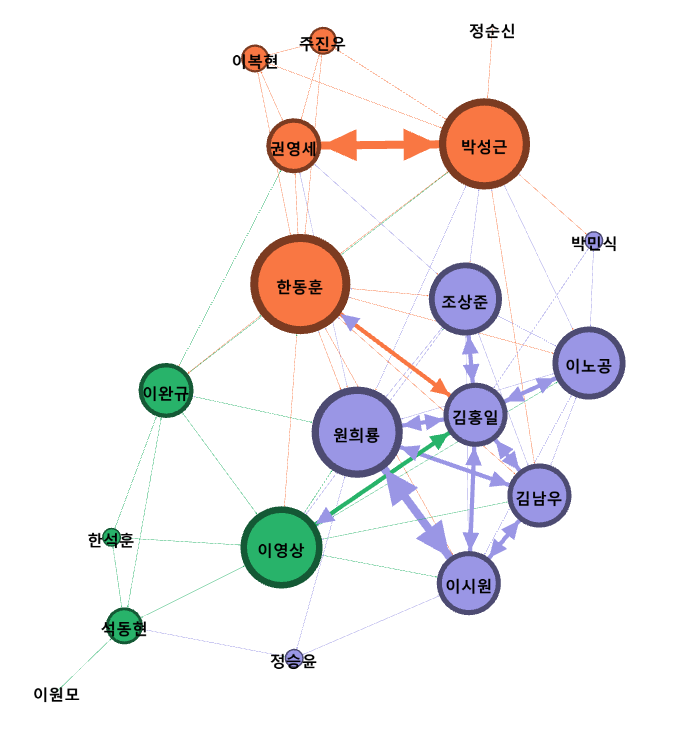 정순신
주진우
이복현
권영세
박성근
박민식
한동훈
조상준
이노공
이완규
김홍일
원희룡
김남우
한석훈
이영상
이시원
석동현
정승윤
이원모